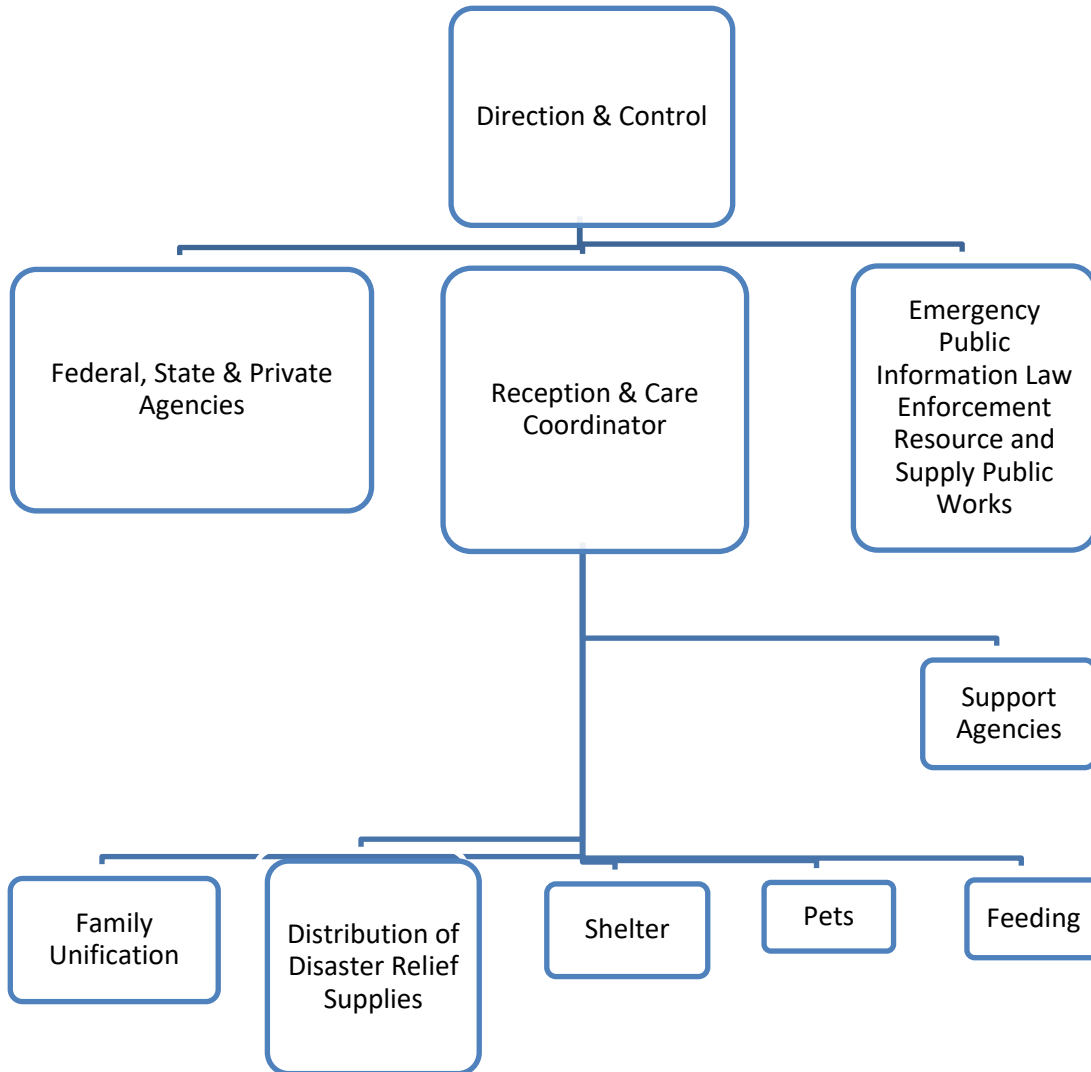 Direction & Control
Federal, State & Private
Agencies
Reception & Care
Coordinator
Emergency
Public
Information Law
Enforcement
Resource and
Supply Public
Works
Support
Agencies
Family
Unification
Distribution of
Disaster Relief
Supplies
Shelter
Pets
Feeding